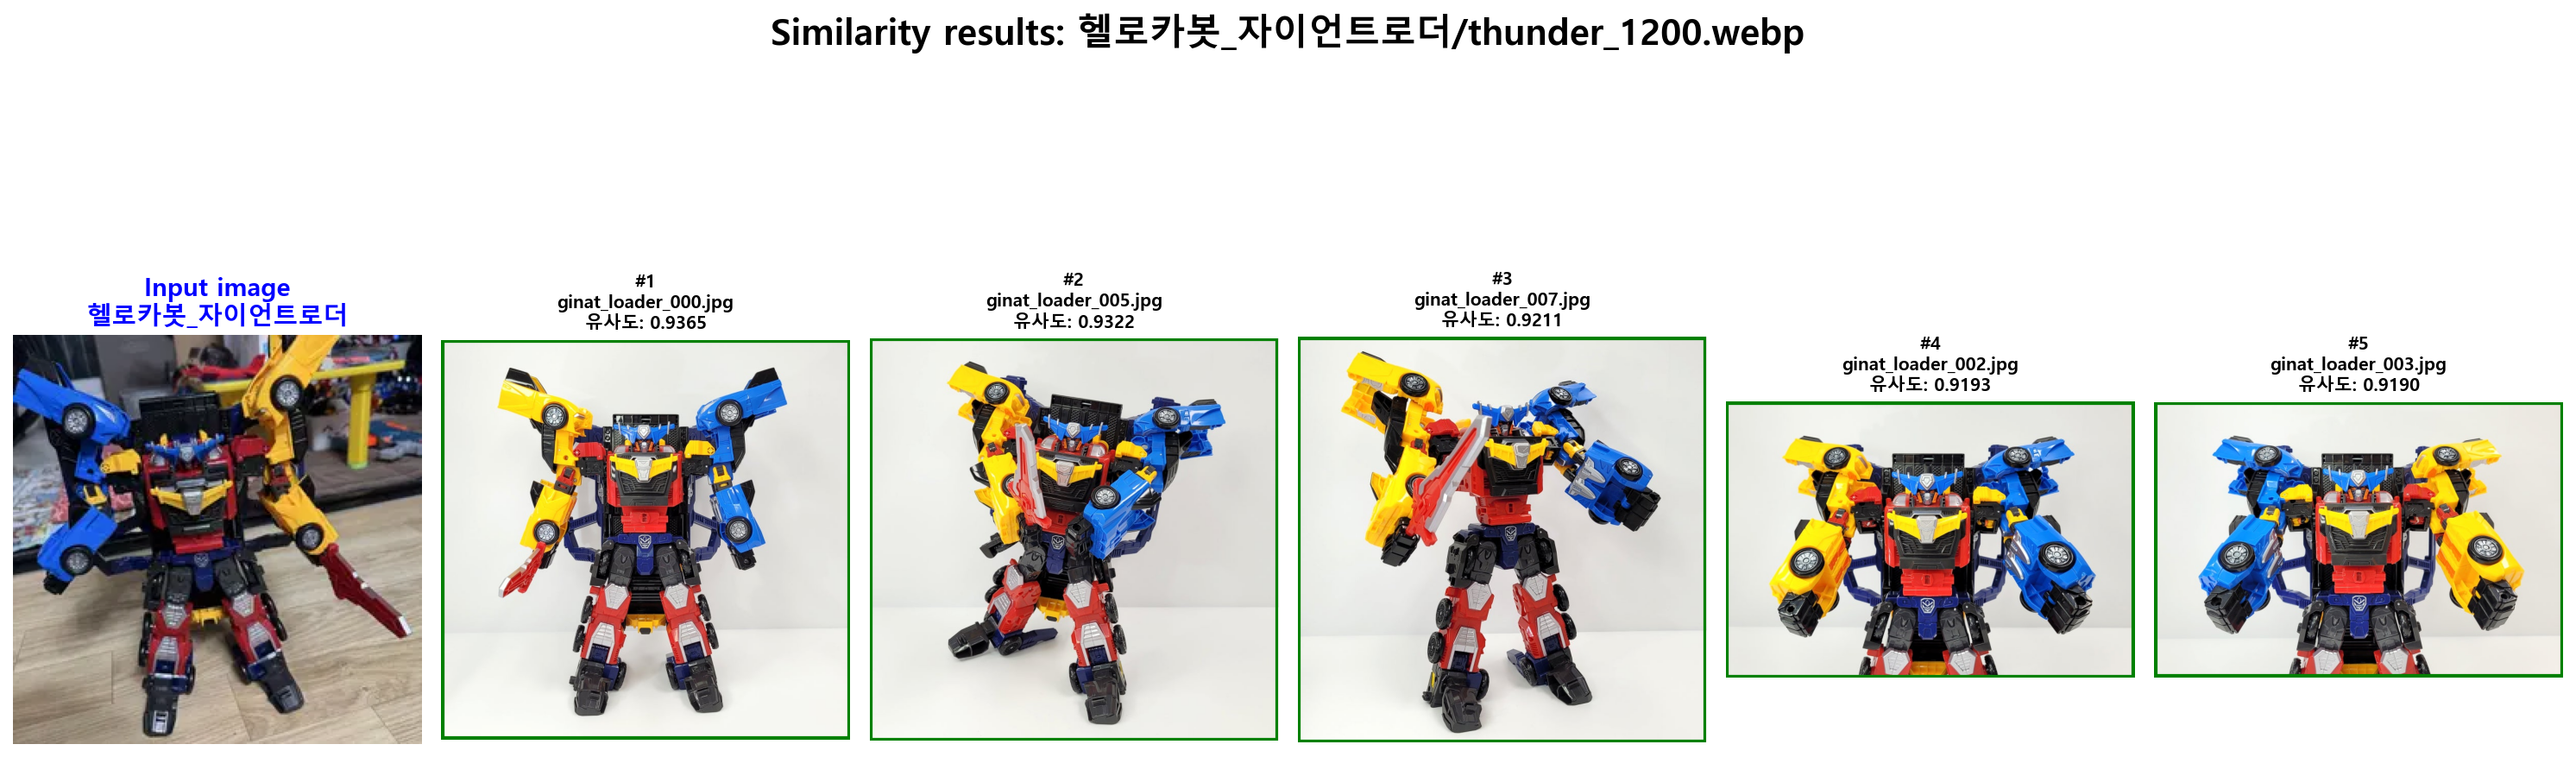 Similarity results: 헬로카봇_자이언트로더/thunder_1200.webp
Input image
헬로카봇_자이언트로더
#1
ginat_loader_000.jpg
유사도: 0.9365
#2
ginat_loader_005.jpg
유사도: 0.9322
#3
ginat_loader_007.jpg
유사도: 0.9211
#4
ginat_loader_002.jpg
유사도: 0.9193
#5
ginat_loader_003.jpg
유사도: 0.9190